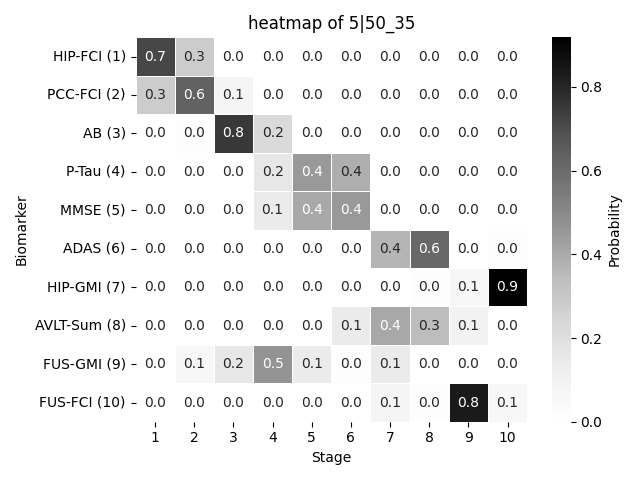 heatmap of 5|50_35
HIP-FCI (1) 0.7 0.3 0.0 0.0 0.0 0.0 0.0 0.0 0.0 0.0
PCC-FCI (2) 0.3 0.6 0.1 0.0 0.0 0.0 0.0 0.0 0.0 0.0
AB (3) 0.0 0.0 0.8 0.2 0.0 0.0 0.0 0.0 0.0 0.0
P-Tau (4) 0.0 0.0 0.0 0.2 0.4 0.4 0.0 0.0 0.0 0.0
MMSE (5) 0.0 0.0 0.0 0.1 0.4 0.4 0.0 0.0 0.0 0.0
ADAS (6) 0.0 0.0 0.0 0.0 0.0 0.0 0.4 0.6 0.0 0.0
HIP-GMI (7) 0.0 0.0 0.0 0.0 0.0 0.0 0.0 0.0 0.1 0.9
AVLT-Sum (8) 0.0 0.0 0.0 0.0 0.0 0.1 0.4 0.3 0.1 0.0
FUS-GMI (9) 0.0 0.1 0.2 0.5 0.1 0.0 0.1 0.0 0.0 0.0
FUS-FCI (10) 0.0 0.0 0.0 0.0 0.0 0.0 0.1 0.0 0.8 0.1
1 2 3 4 5 6 7 8 9 10
Stage
Biomarker
0.8
0.6
0.4
0.2
0.0
Probability